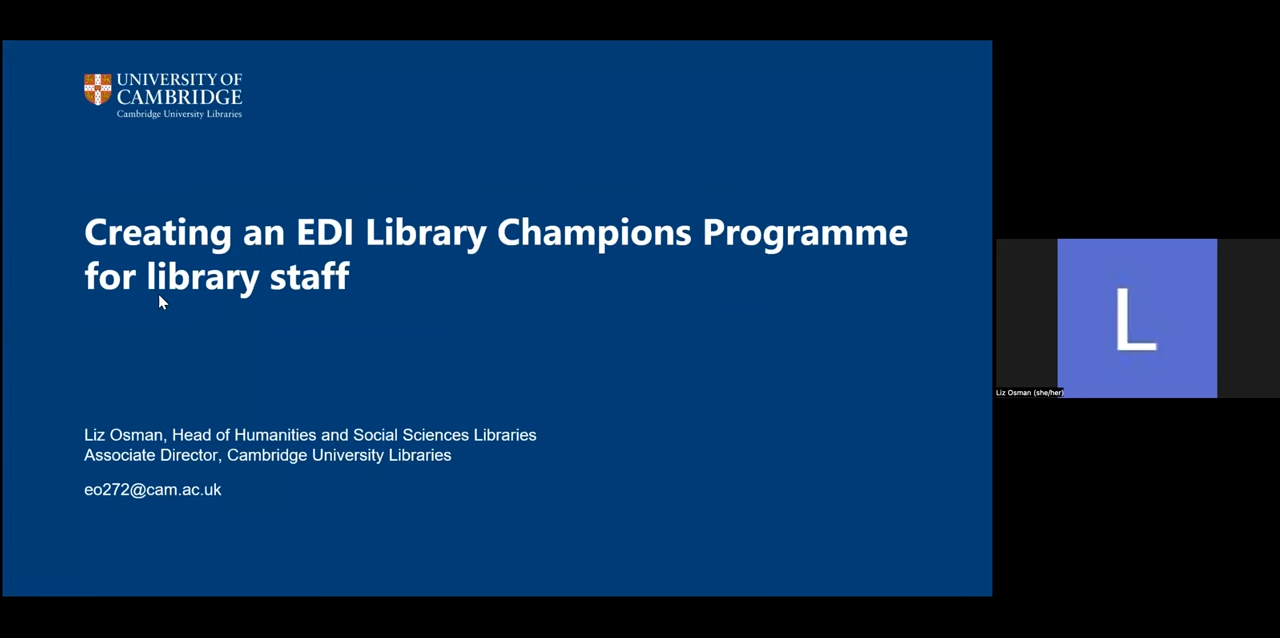 UNIVERSITY OF
CAMBRIDGE
Cambridge University Libraries
Creating an EDI Library Champions Programme
for library staff
Liz Osman, Head of Humanities and Social Sciences Libraries
Associate Director, Cambridge University Libraries
eo272@cam.ac.uk
L
Liz Osman (she/her)